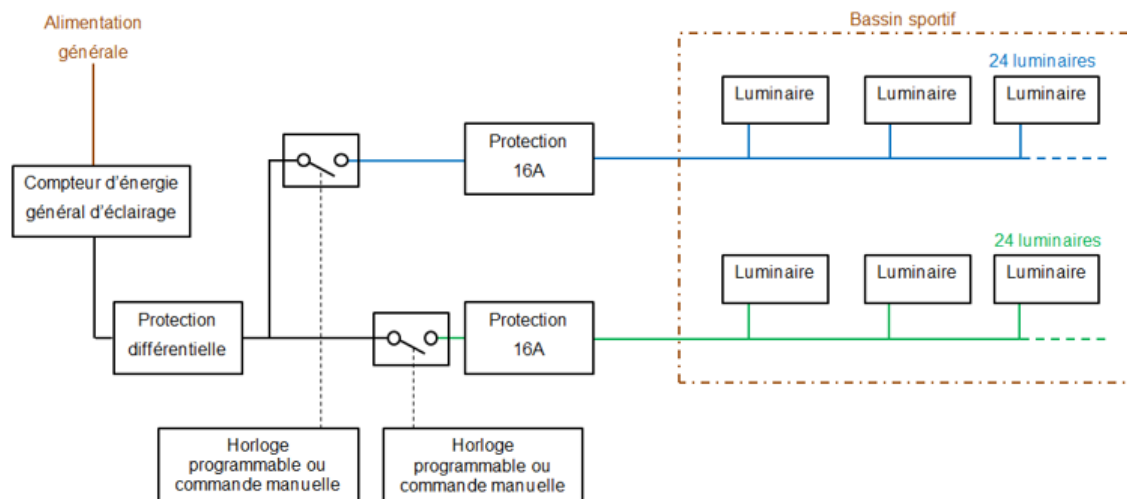 Alimentation
générale
Bassin sportif
24 luminaires
Luminaire
Luminaire
Luminaire
Protection
16A
Compteur d'énergie
général d'éclairage
24 luminaires
Luminaire
Luminaire
Luminaire
Protection
différentielle
Protection
16A
Horloge
programmable ou
commande manuelle
Horloge
programmable ou
commande manuelle